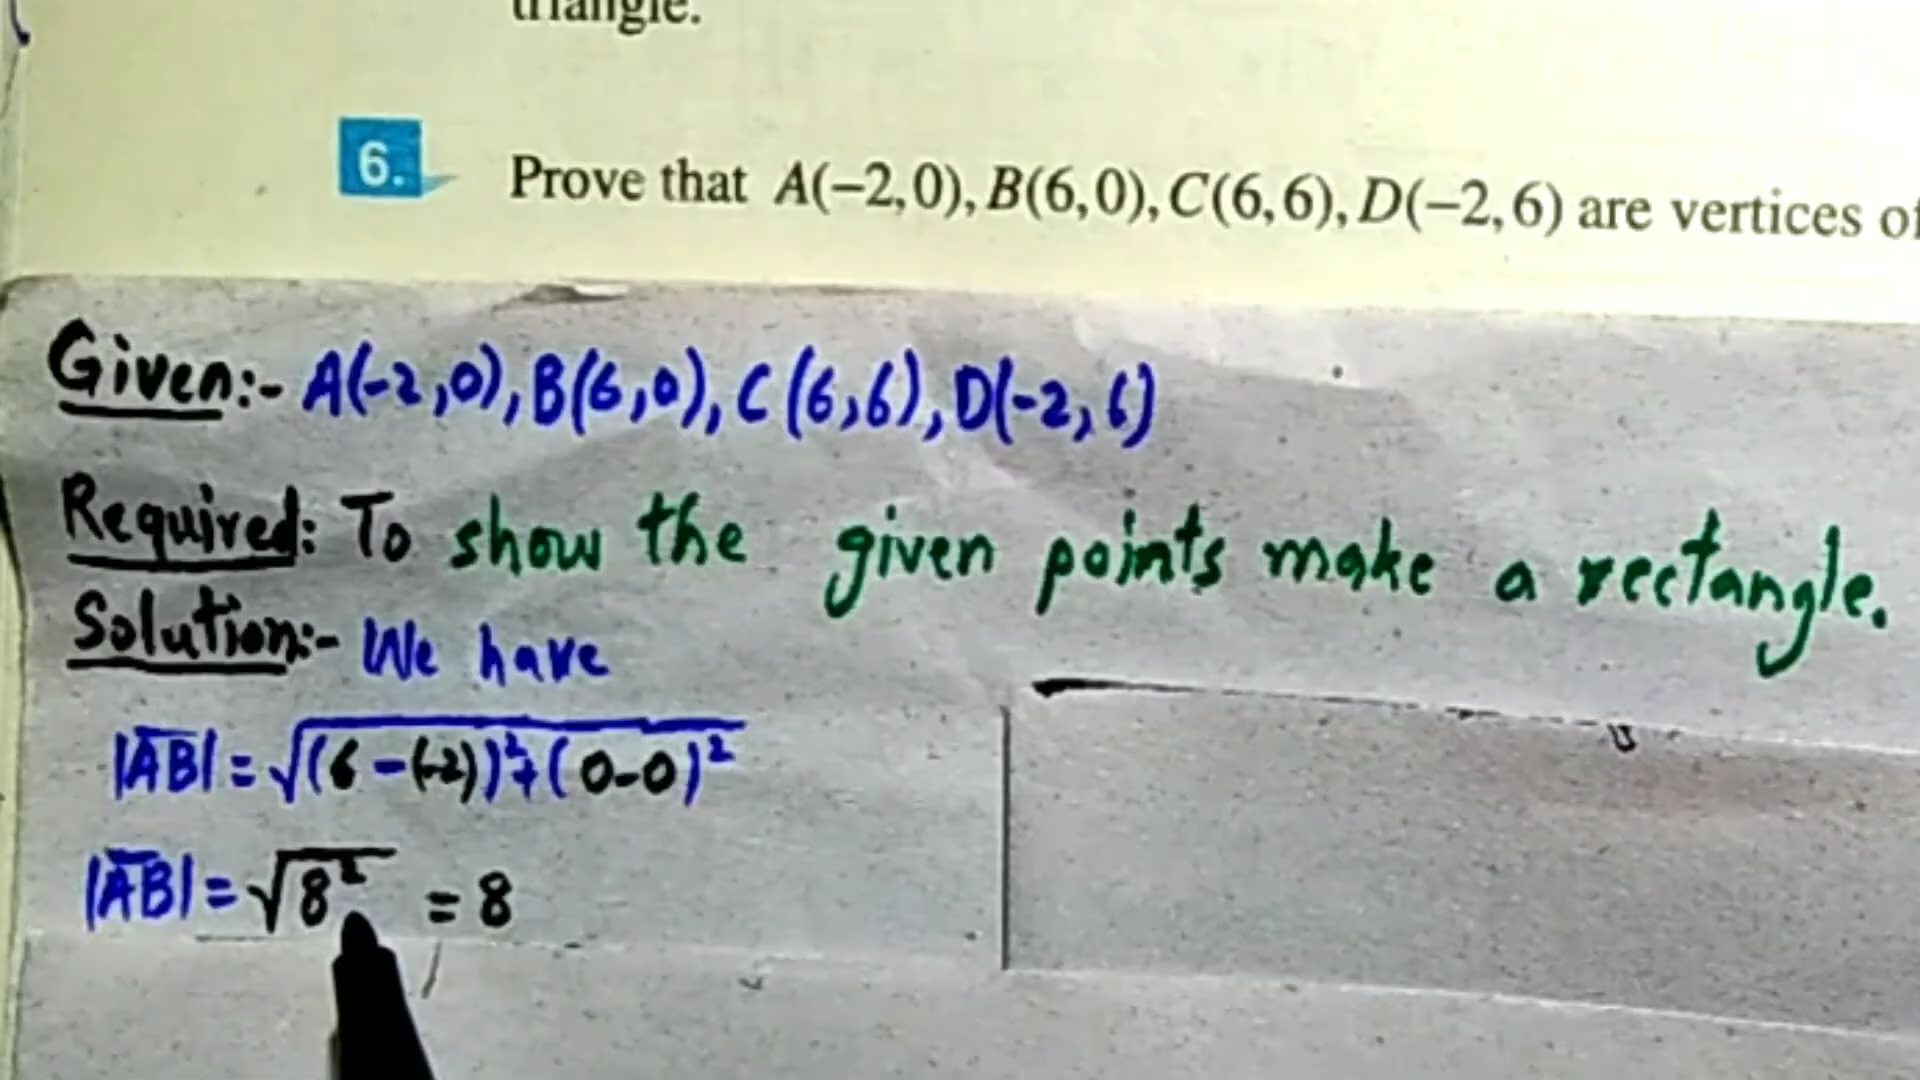 triangle.
6. Prove that A(−2,0), B(6,0), C(6,6), D(−2,6) are vertices of
Given:- A(-2,0), B(6,0), C(6,6), D(-2,6)
Required: To show the given points make a rectangle.
Solution:- We have
|A̅B̅| = √(6-(-2))²+(0-0)²
|A̅B̅| = √8² = 8